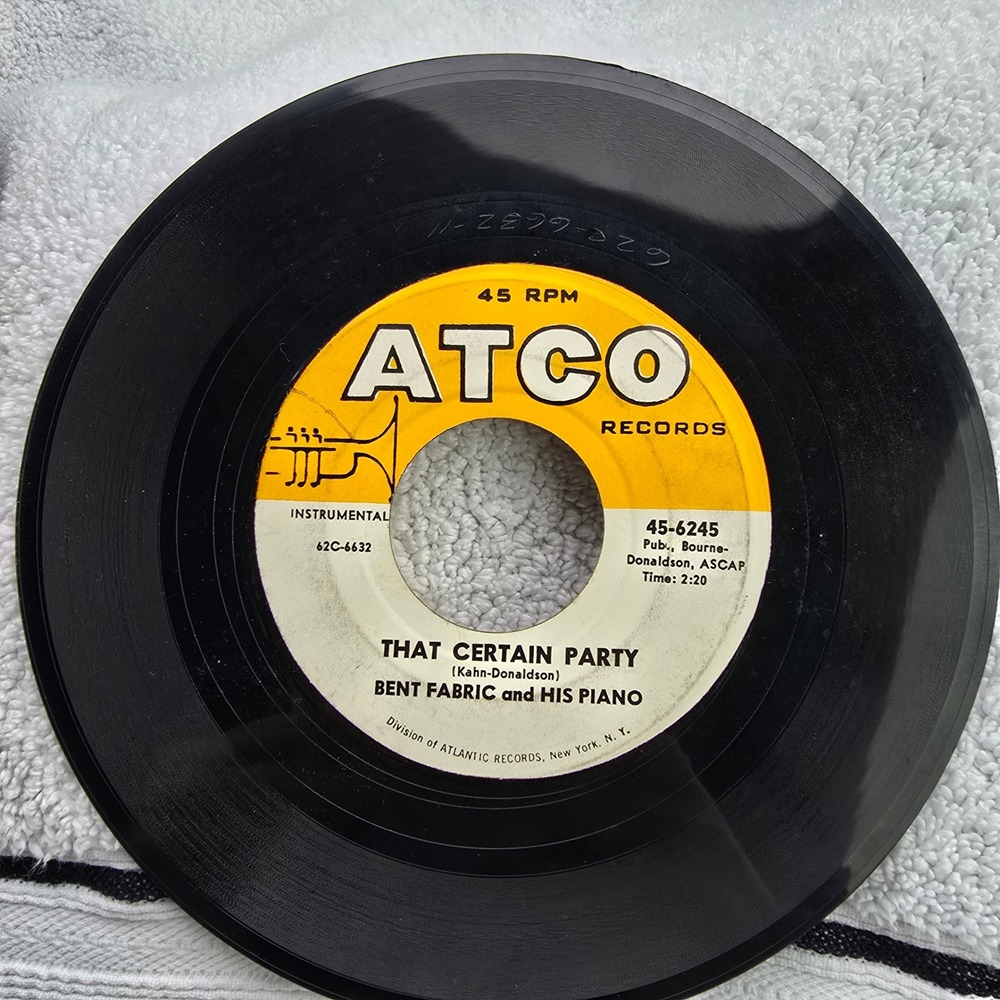 62C-6632-11
45 RPM
ATCO
RECORDS
INSTRUMENTAL
62C-6632
45-6245
Pub., Bourne-
Donaldson, ASCAP
Time: 2:20
THAT CERTAIN PARTY
(Kahn-Donaldson)
BENT FABRIC and HIS PIANO
Division of ATLANTIC RECORDS, New York, N. Y.